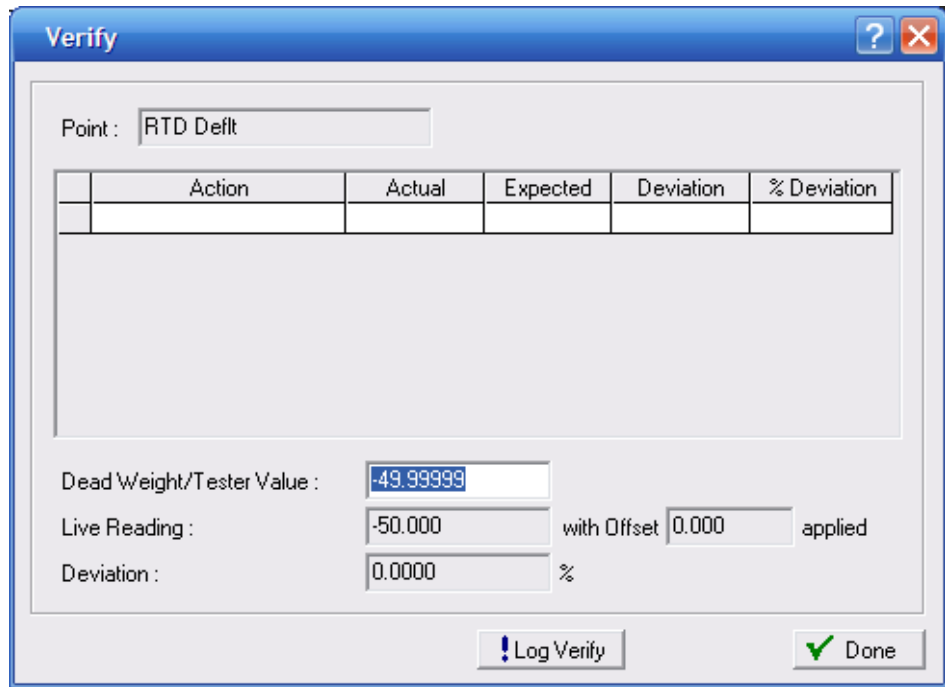 Verify
Point : RTD Deflt
Action Actual Expected Deviation % Deviation
Dead Weight/Tester Value : -49.99999
Live Reading : -50.000 with Offset 0.000 applied
Deviation : 0.0000 %
! Log Verify Done